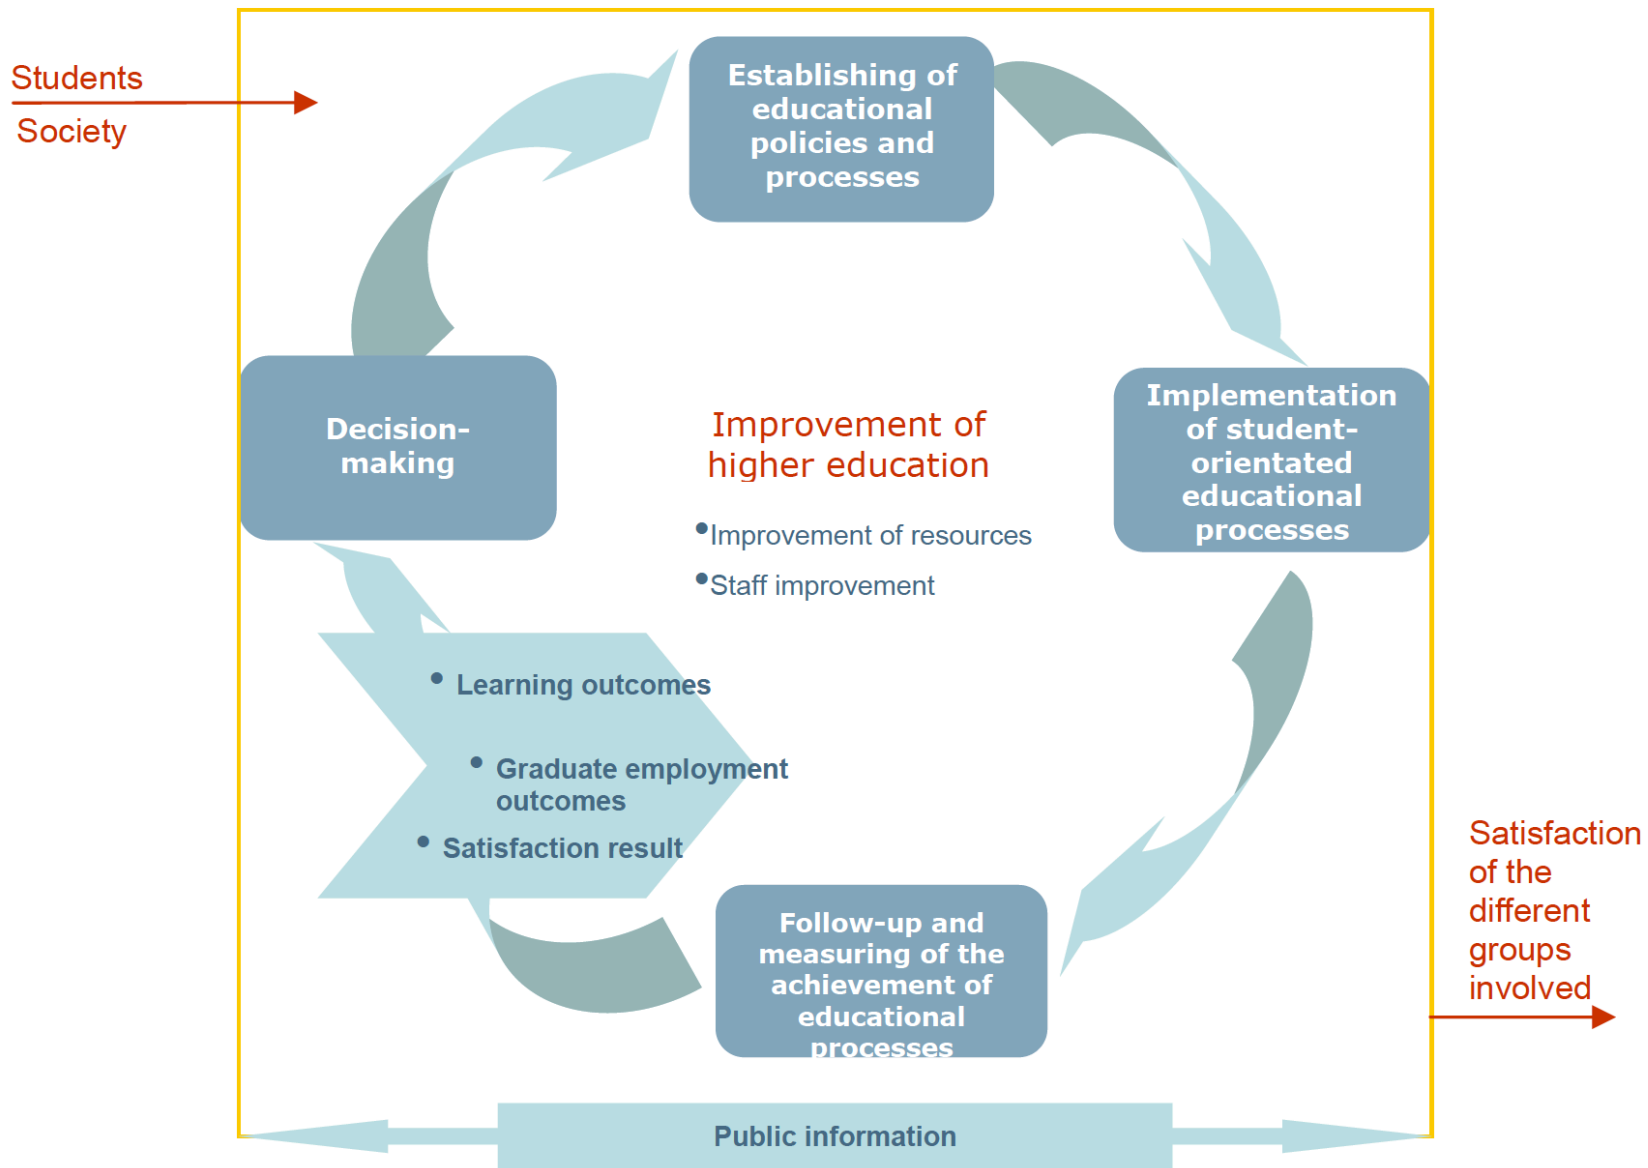 Students
Society
Establishing of
educational
policies and
processes
Decision-
making
Improvement of
higher education
•Improvement of resources
•Staff improvement
Implementation
of student-
orientated
educational
processes
• Learning outcomes
• Graduate employment
outcomes
• Satisfaction result
Follow-up and
measuring of the
achievement of
educational
processes
Satisfaction
of the
different
groups
involved
Public information